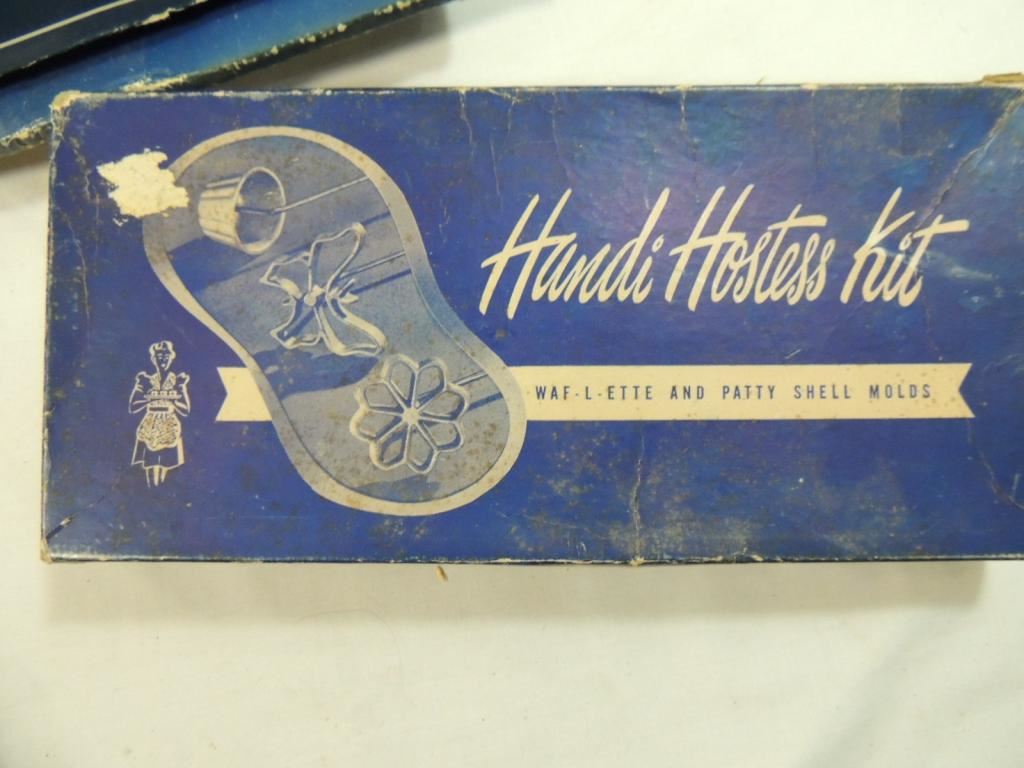 Handi Hostess Kit
WAF-L-ETTE AND PATTY SHELL MOLDS